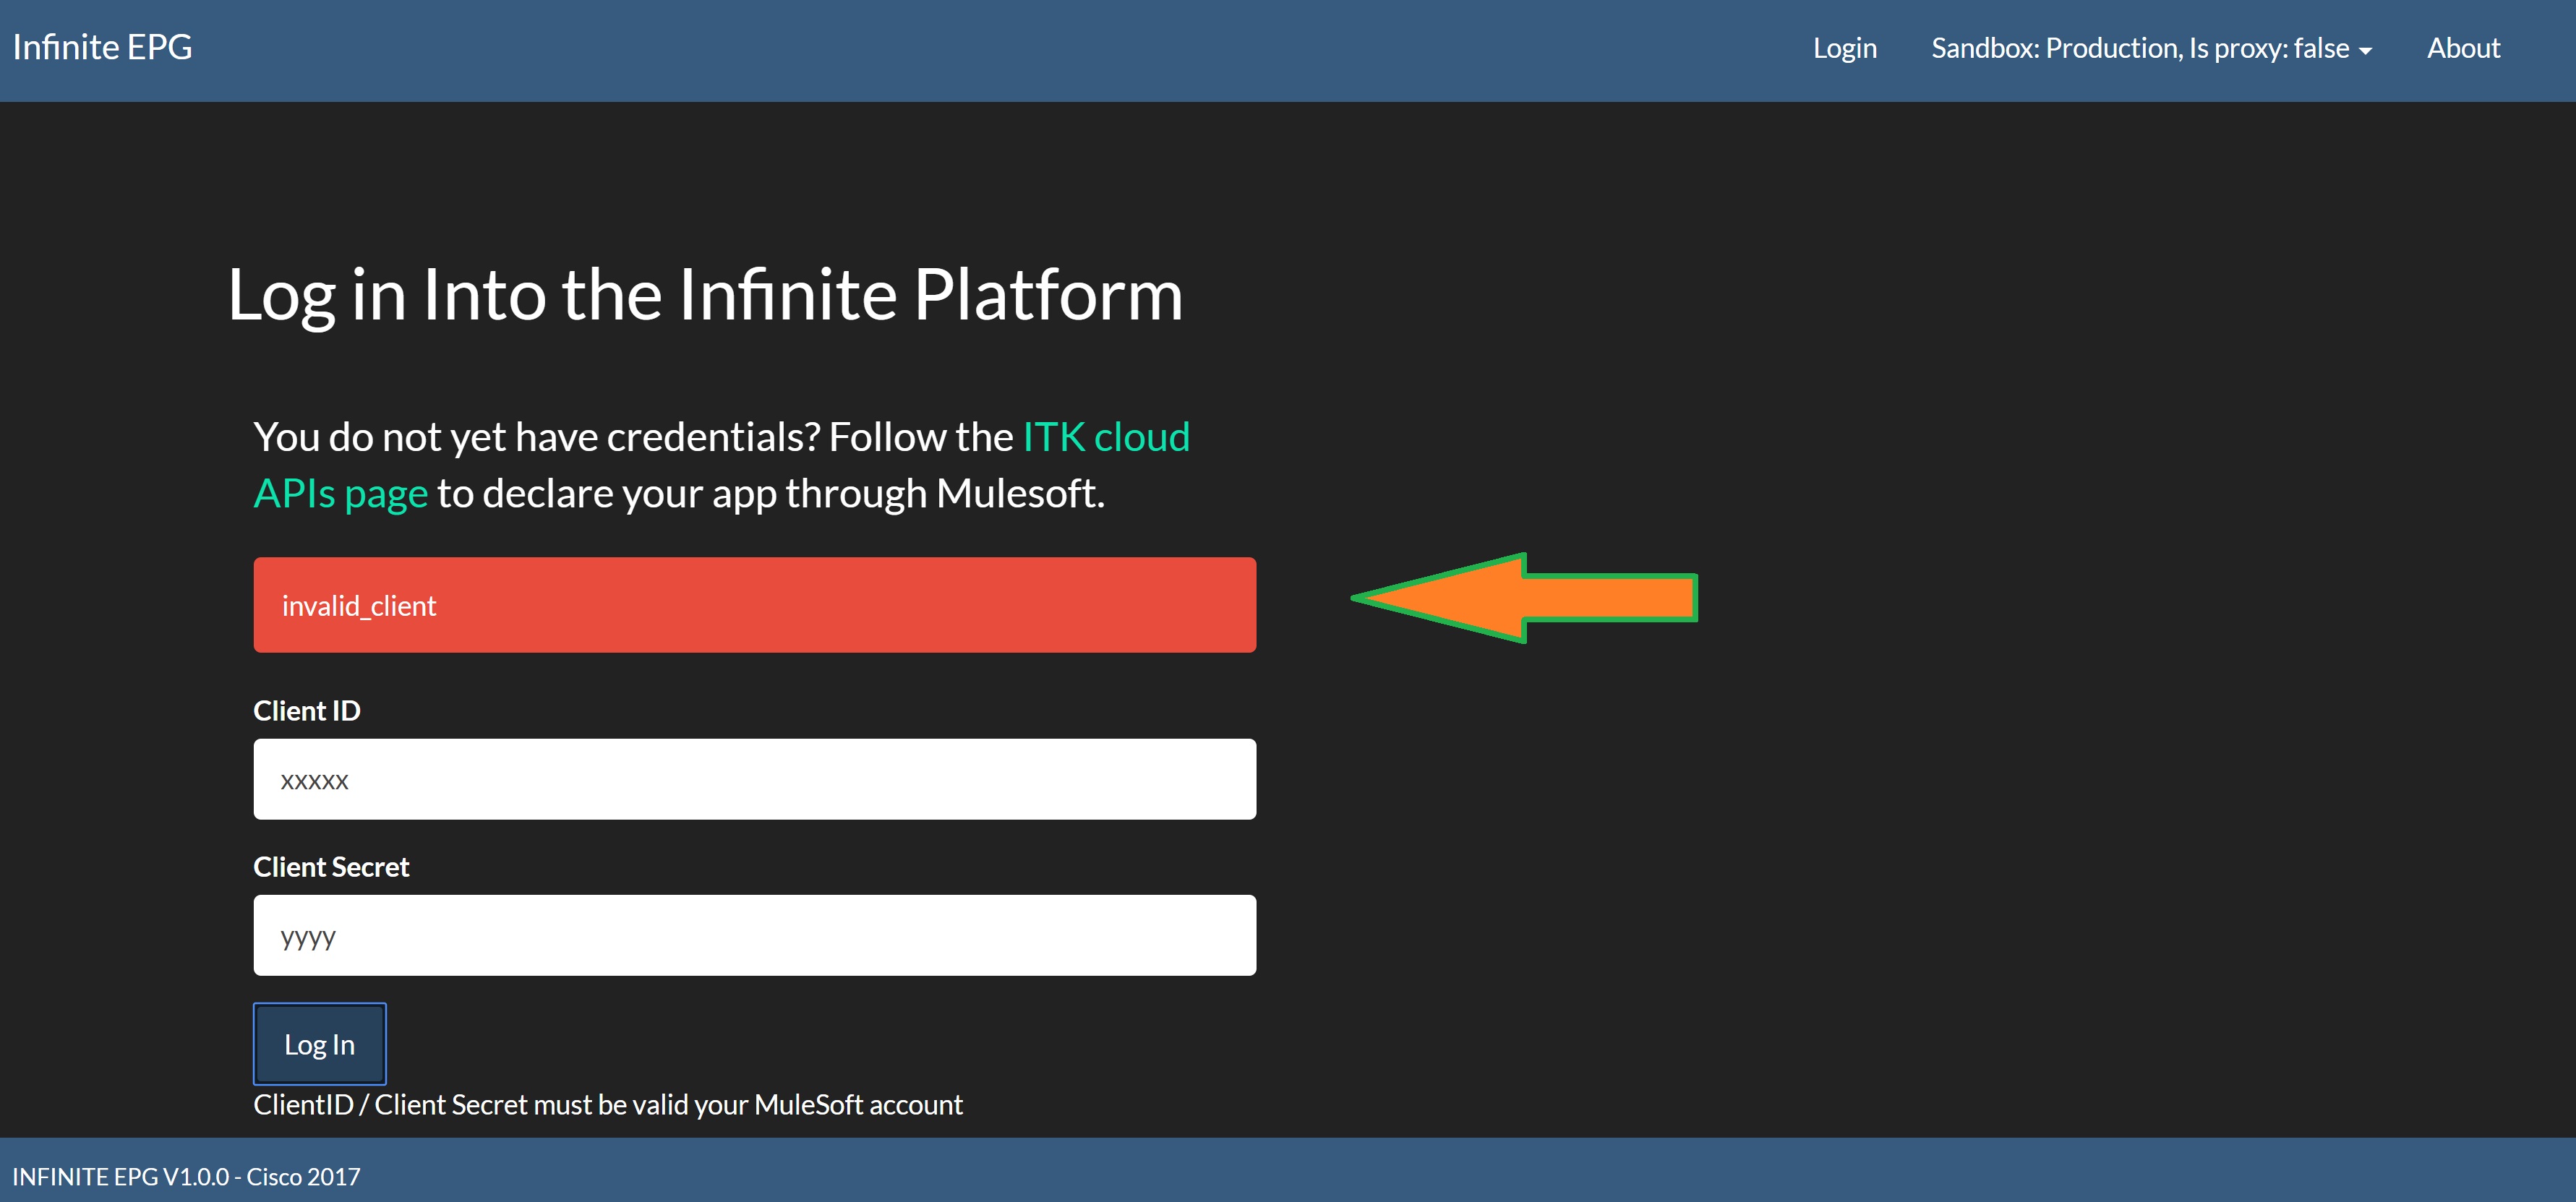 Infinite EPG
Login
Sandbox: Production, Is proxy: false
About
Log in Into the Infinite Platform
You do not yet have credentials? Follow the ITK cloud
APIs page to declare your app through Mulesoft.
invalid_client
Client ID
xxxxx
Client Secret
yyyy
Log In
ClientID / Client Secret must be valid your MuleSoft account
INFINITE EPG V1.0.0 - Cisco 2017